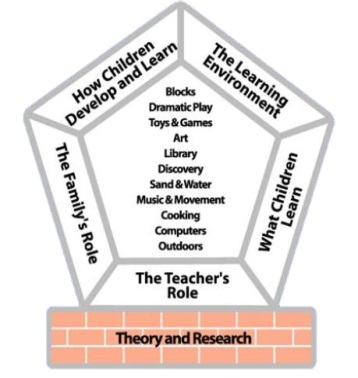 How Children
Develop and Learn
The Learning
Environment
The Family's Role
What Children
Learn
Blocks
Dramatic Play
Toys & Games
Art
Library
Discovery
Sand & Water
Music & Movement
Cooking
Computers
Outdoors
The Teacher's
Role
Theory and Research